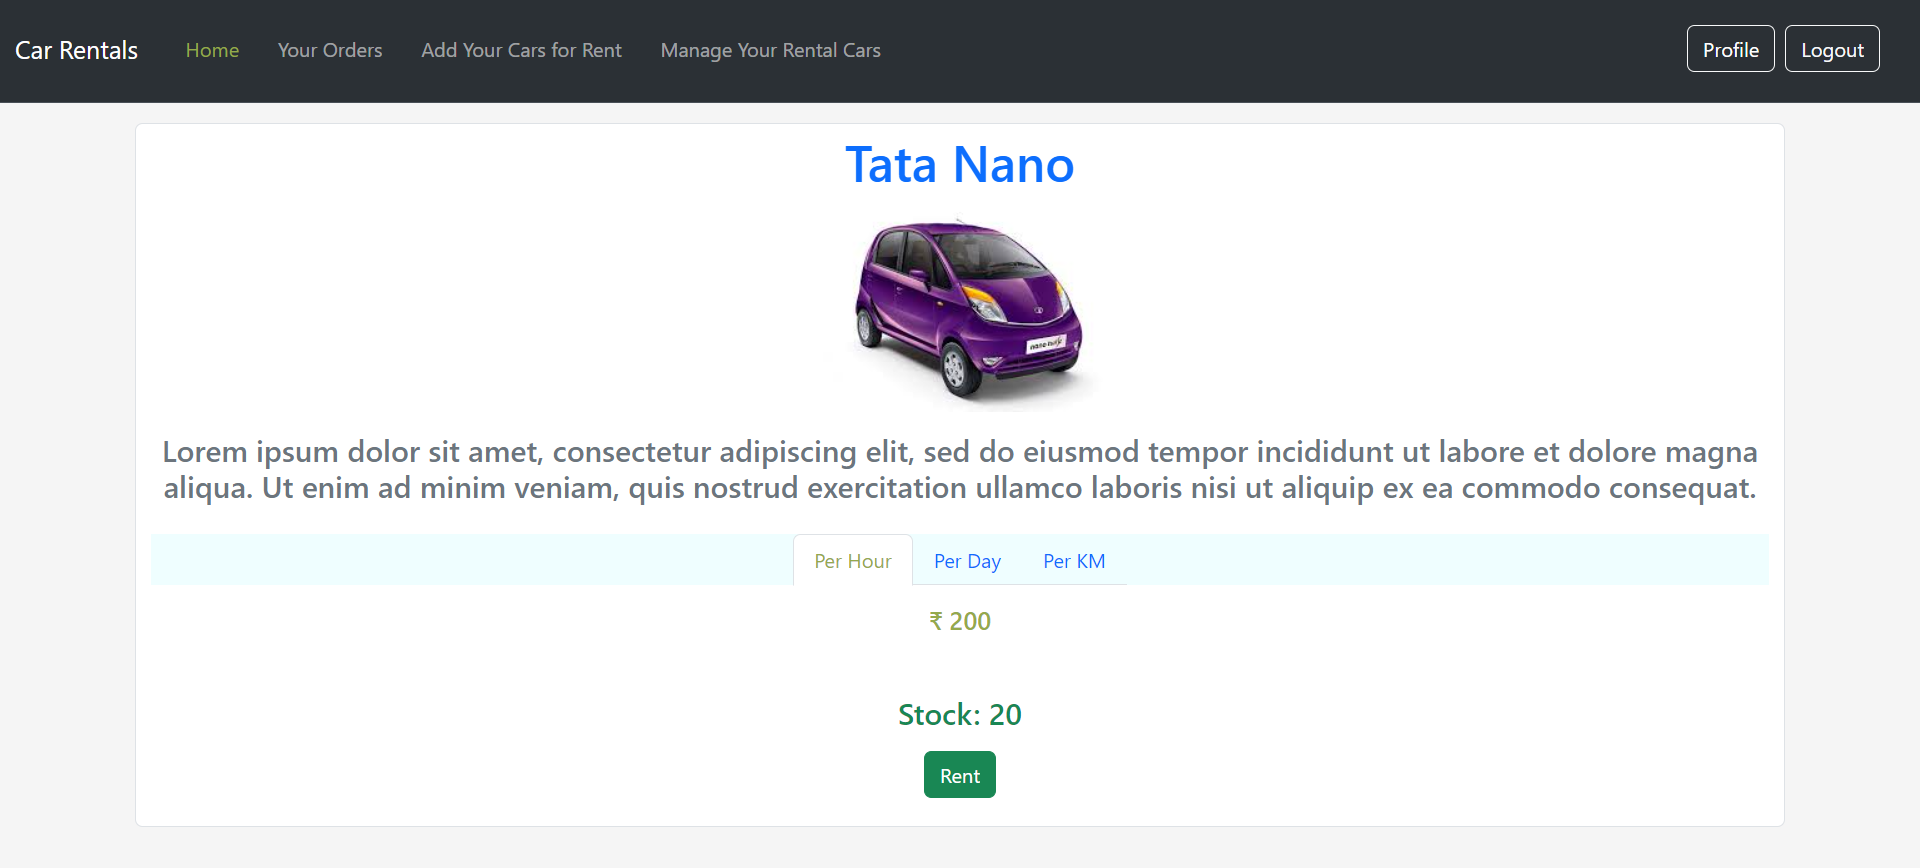 Car Rentals Home Your Orders Add Your Cars for Rent Manage Your Rental Cars Profile Logout
Tata Nano
Lorem ipsum dolor sit amet, consectetur adipiscing elit, sed do eiusmod tempor incididunt ut labore et dolore magna
aliqua. Ut enim ad minim veniam, quis nostrud exercitation ullamco laboris nisi ut aliquip ex ea commodo consequat.
Per Hour Per Day Per KM
₹ 200
Stock: 20
Rent